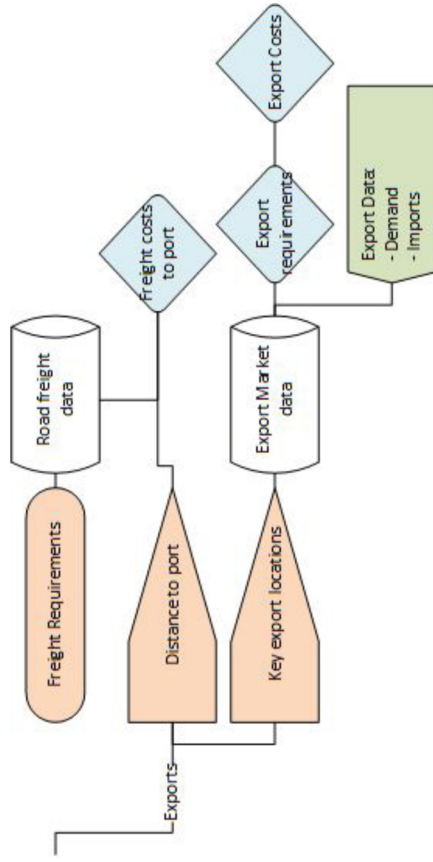 Exports
Freight Requirements
Road freight
data
Distance to port
Freight costs
to port
Key export locations
Export Market
data
Export
requirements
Export Costs
Export Data:
- Demand
- Imports